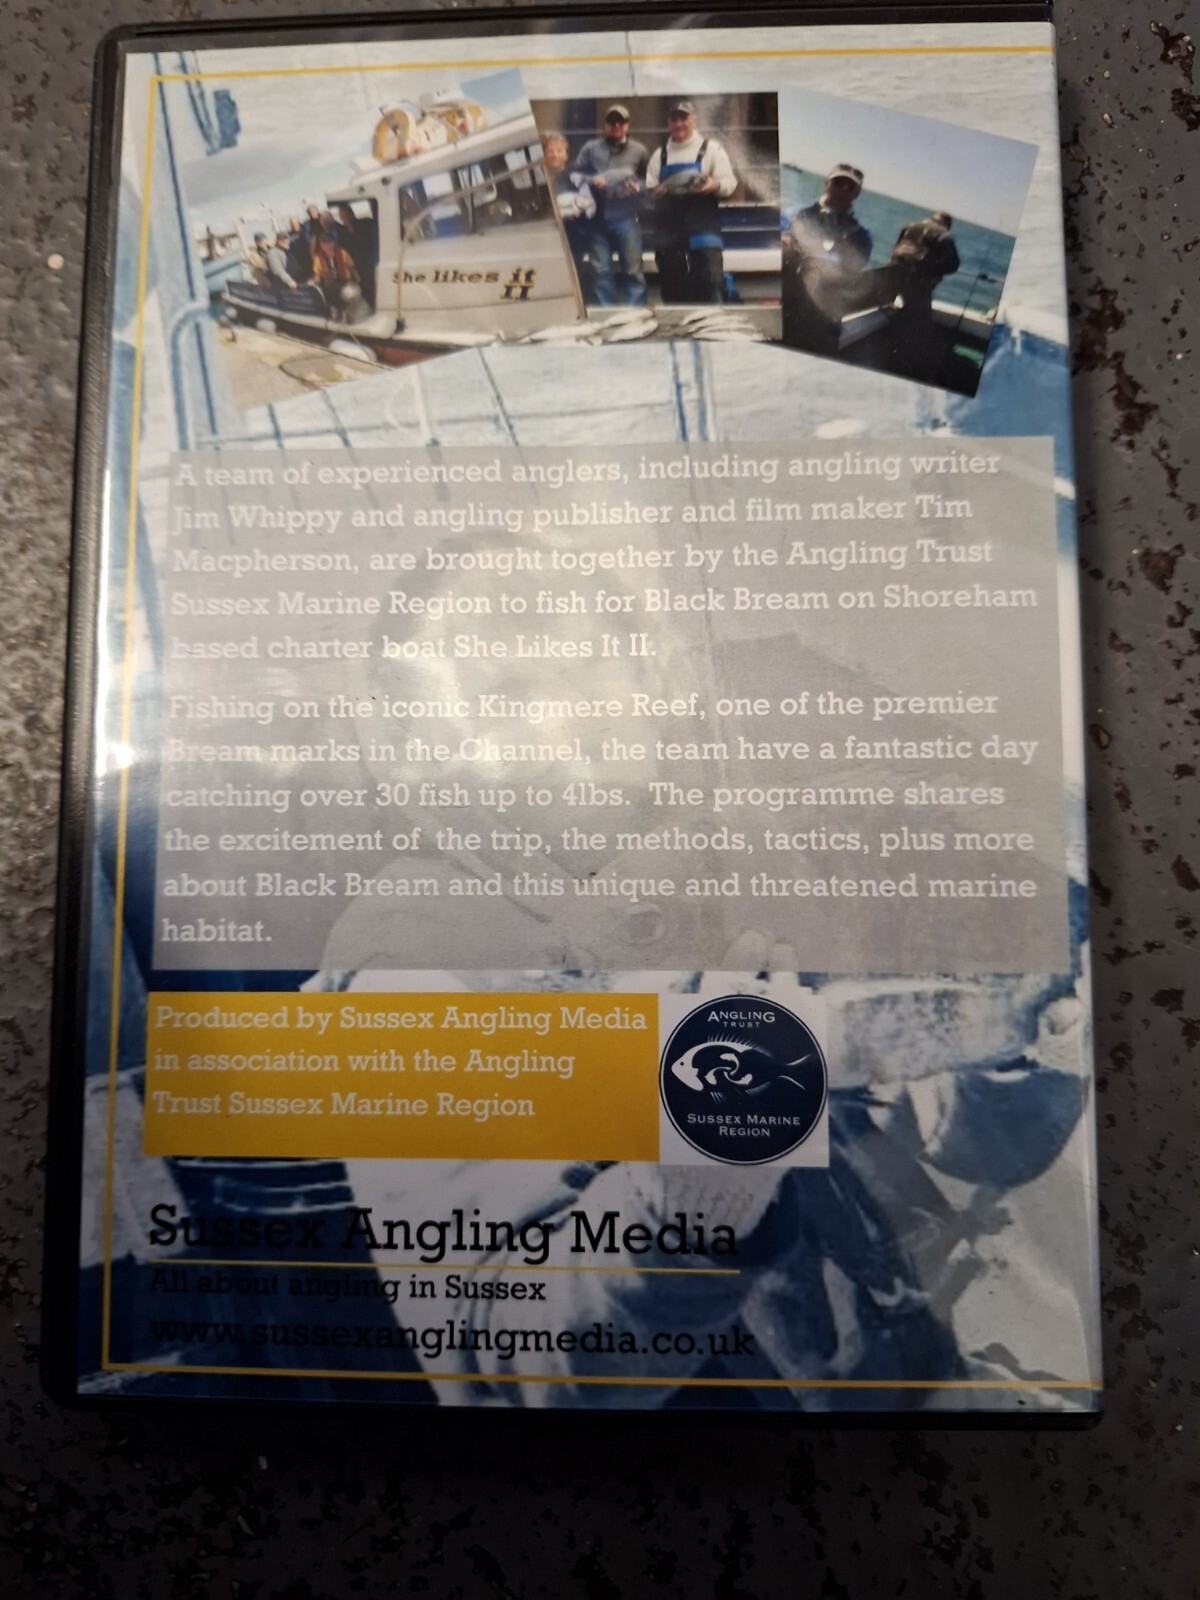 She likes it
II
A team of experienced anglers, including angling writer
Jim Whippy and angling publisher and film maker Tim
Macpherson, are brought together by the Angling Trust
Sussex Marine Region to fish for Black Bream on Shoreham
based charter boat She Likes It II.
Fishing on the iconic Kingmere Reef, one of the premier
Bream marks in the Channel, the team have a fantastic day
catching over 30 fish up to 4lbs. The programme shares
the excitement of the trip, the methods, tactics, plus more
about Black Bream and this unique and threatened marine
habitat.
Produced by Sussex Angling Media
in association with the Angling
Trust Sussex Marine Region
ANGLING
TRUST
SUSSEX MARINE
REGION
Sussex Angling Media
All about angling in Sussex
www.sussexanglingmedia.co.uk